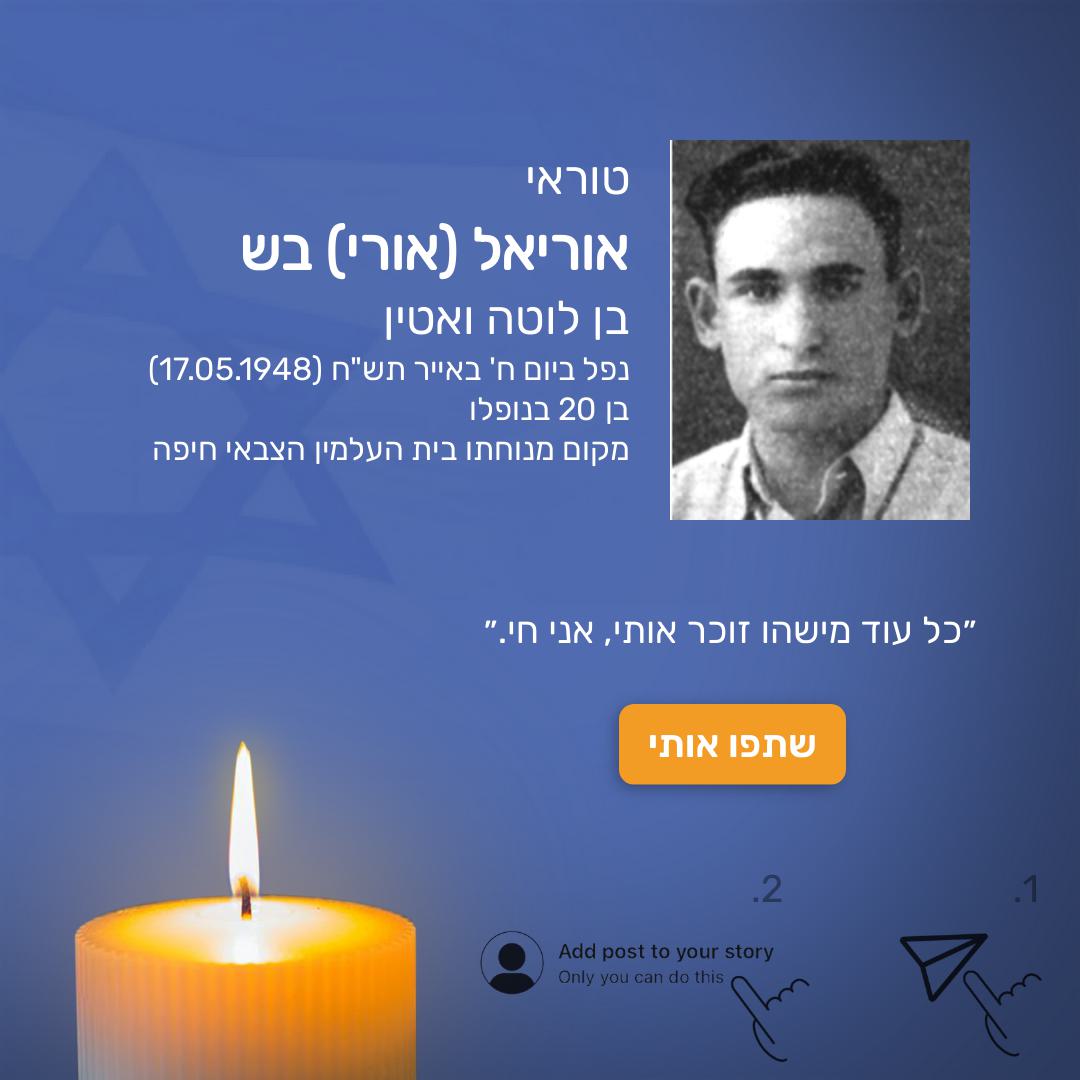 טוראי
אוריאל (אורי) בש
בן לוטה ואטין
נפל ביום ח' באייר תש"ח (17.05.1948)
בן 20 בנופלו
מקום מנוחתו בית העלמין הצבאי חיפה
״כל עוד מישהו זוכר אותי, אני חי.״
שתפו אותי
.1
.2
Add post to your story
Only you can do this